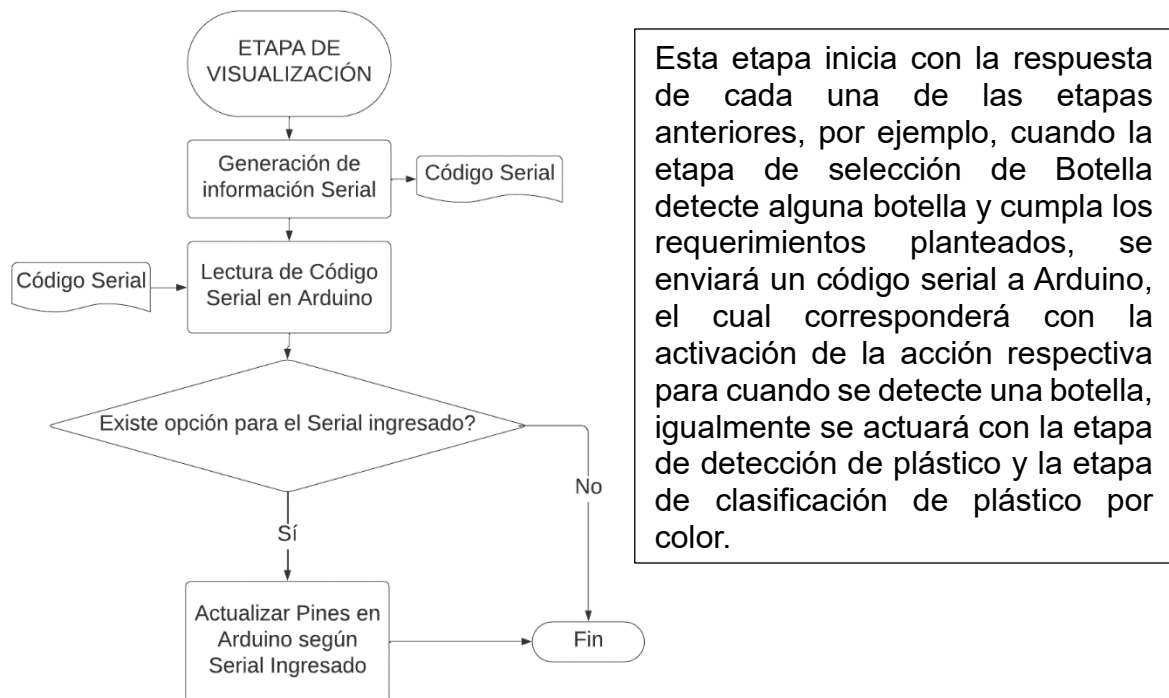 ETAPA DE
VISUALIZACIÓN
Generación de
información Serial
Código Serial
Código Serial
Lectura de Código
Serial en Arduino
Existe opción para el Serial ingresado?
No
Sí
Actualizar Pines en
Arduino según
Serial Ingresado
Fin
Esta etapa inicia con la respuesta
de cada una de las etapas
anteriores, por ejemplo, cuando la
etapa de selección de Botella
detecte alguna botella y cumpla los
requerimientos planteados, se
enviará un código serial a Arduino,
el cual corresponderá con la
activación de la acción respectiva
para cuando se detecte una botella,
igualmente se actuará con la etapa
de detección de plástico y la etapa
de clasificación de plástico por
color.